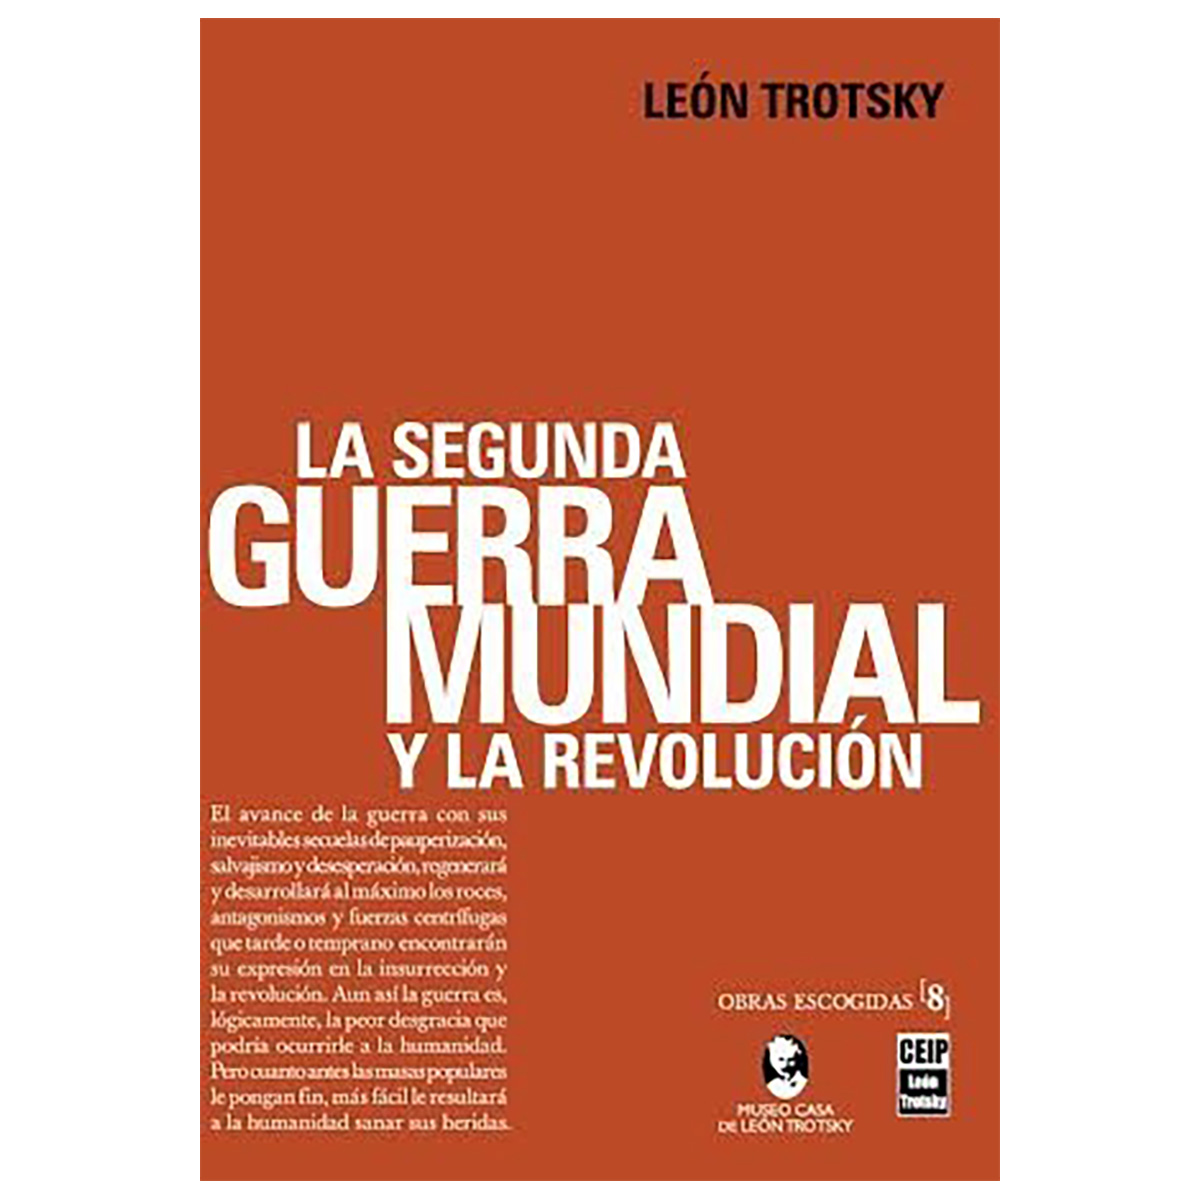 LEÓN TROTSKY
LA SEGUNDA
GUERRA
MUNDIAL
Y LA REVOLUCIÓN
El avance de la guerra con sus
inevitables secuelas de pauperización,
salvajismo y desesperación, regenerará
y desarrollará al máximo los roces,
antagonismos y fuerzas centrífugas
que tarde o temprano encontrarán
su expresión en la insurrección y
la revolución. Aun así la guerra es,
lógicamente, la peor desgracia que
podría ocurrirle a la humanidad.
Pero cuanto antes las masas populares
le pongan fin, más fácil le resultará
a la humanidad sanar sus heridas.
OBRAS ESCOGIDAS [8]
MUSEO CASA
DE LEÓN TROTSKY
CEIP
León
Trotsky